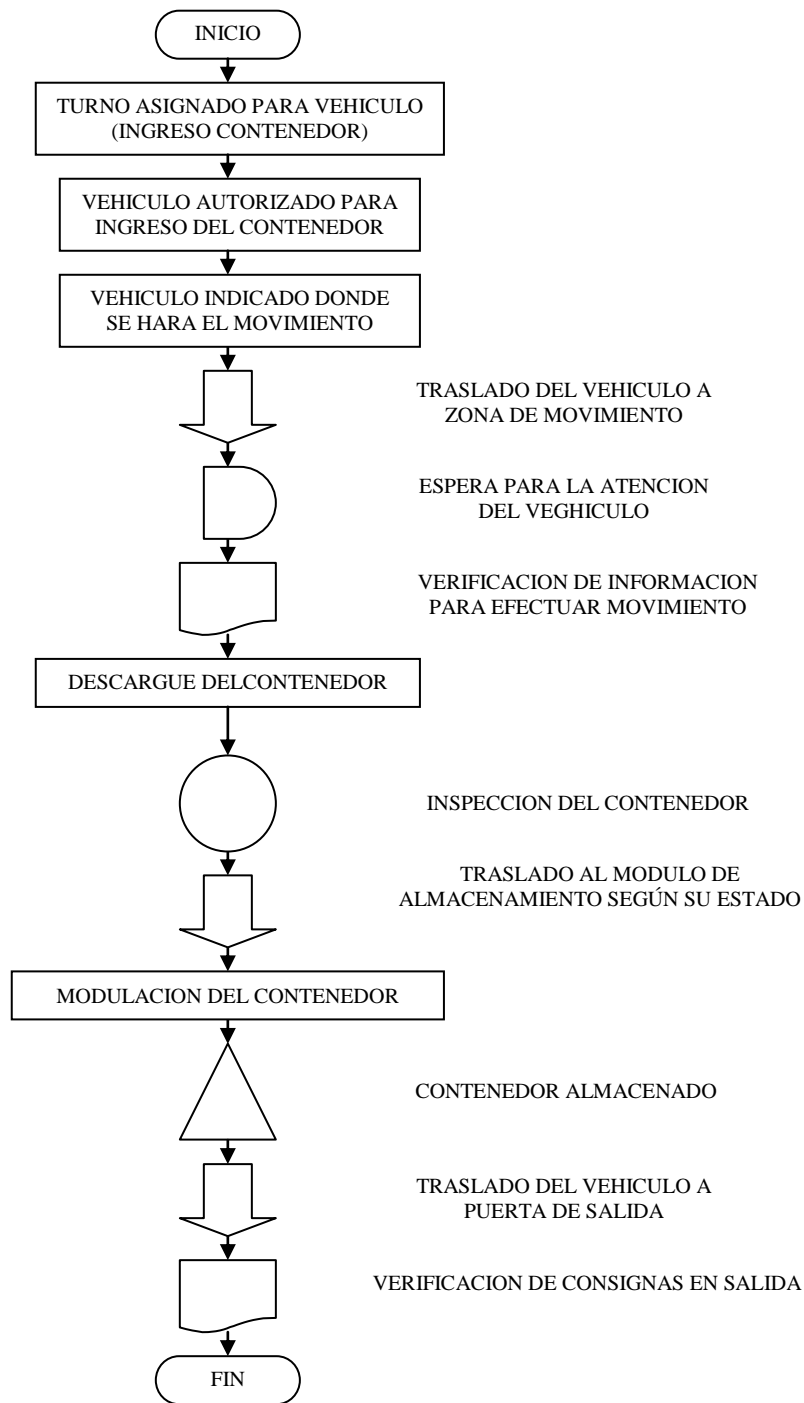 INICIO
TURNO ASIGNADO PARA VEHICULO
(INGRESO CONTENEDOR)
VEHICULO AUTORIZADO PARA
INGRESO DEL CONTENEDOR
VEHICULO INDICADO DONDE
SE HARA EL MOVIMIENTO
TRASLADO DEL VEHICULO A
ZONA DE MOVIMIENTO
ESPERA PARA LA ATENCION
DEL VEGHICULO
VERIFICACION DE INFORMACION
PARA EFECTUAR MOVIMIENTO
DESCARGUE DELCONTENEDOR
INSPECCION DEL CONTENEDOR
TRASLADO AL MODULO DE
ALMACENAMIENTO SEGÚN SU ESTADO
MODULACION DEL CONTENEDOR
CONTENEDOR ALMACENADO
TRASLADO DEL VEHICULO A
PUERTA DE SALIDA
VERIFICACION DE CONSIGNAS EN SALIDA
FIN